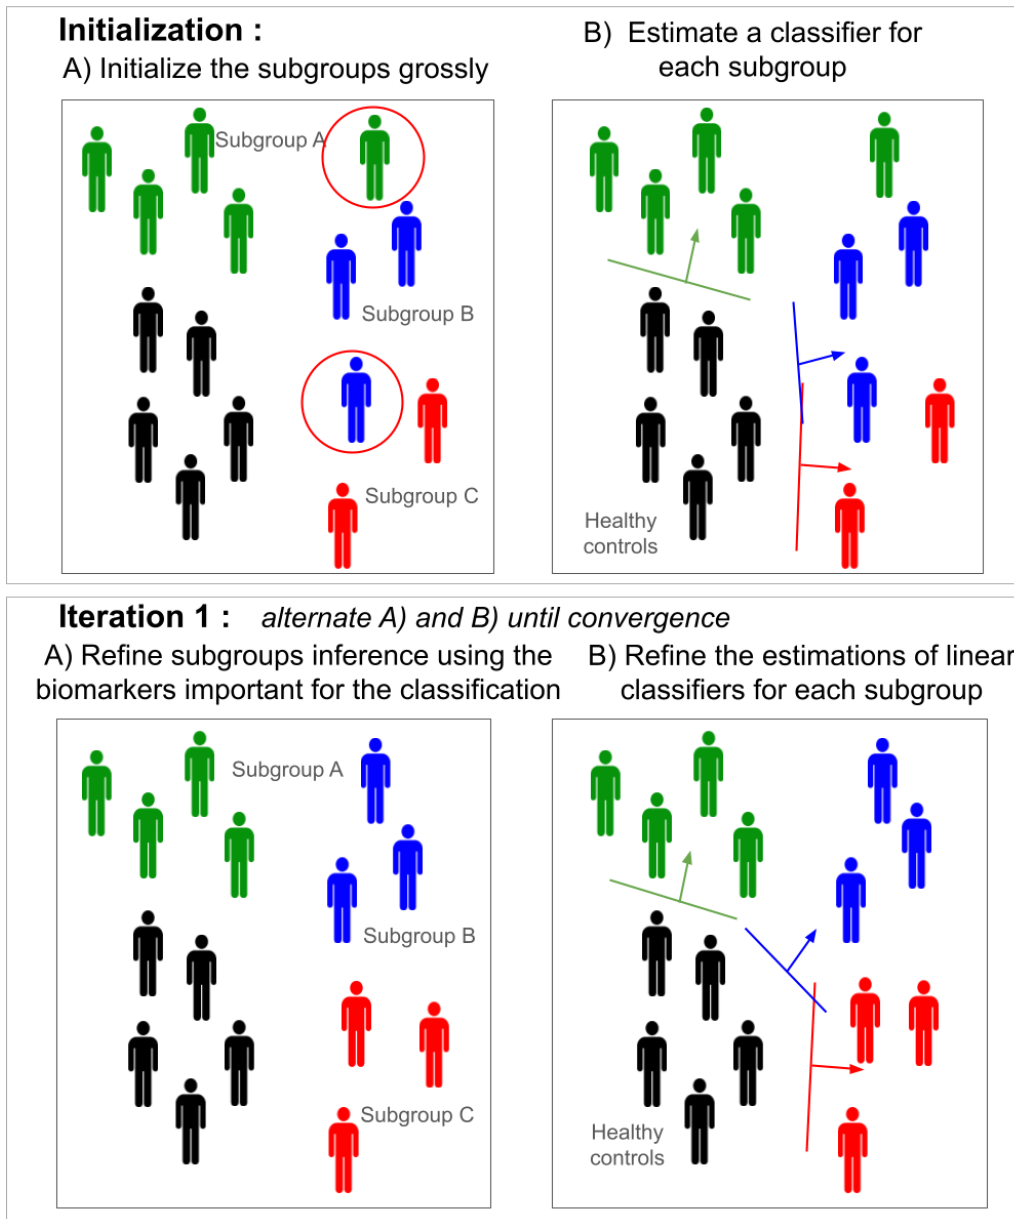 Initialization :
A) Initialize the subgroups grossly
B) Estimate a classifier for
each subgroup
Subgroup A
Subgroup B
Subgroup C
Healthy
controls
Iteration 1 : alternate A) and B) until convergence
A) Refine subgroups inference using the
biomarkers important for the classification
B) Refine the estimations of linear
classifiers for each subgroup
Subgroup A
Subgroup B
Subgroup C
Healthy
controls